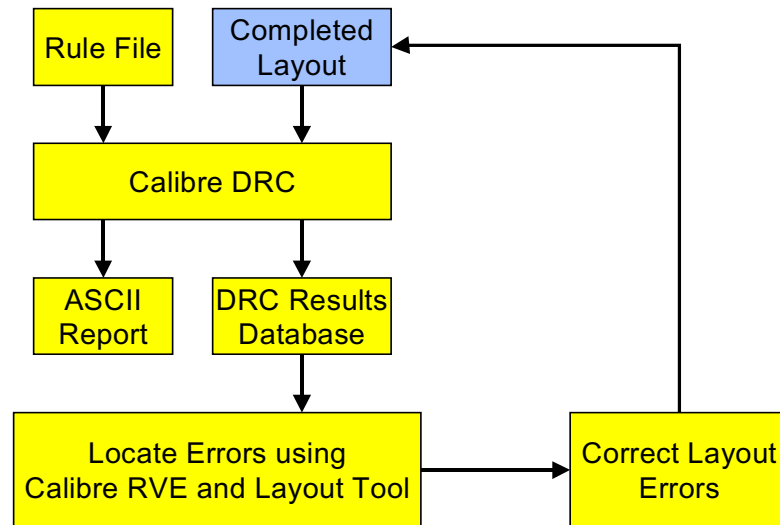 Rule File
Completed
Layout
Calibre DRC
ASCII
Report
DRC Results
Database
Locate Errors using
Calibre RVE and Layout Tool
Correct Layout
Errors